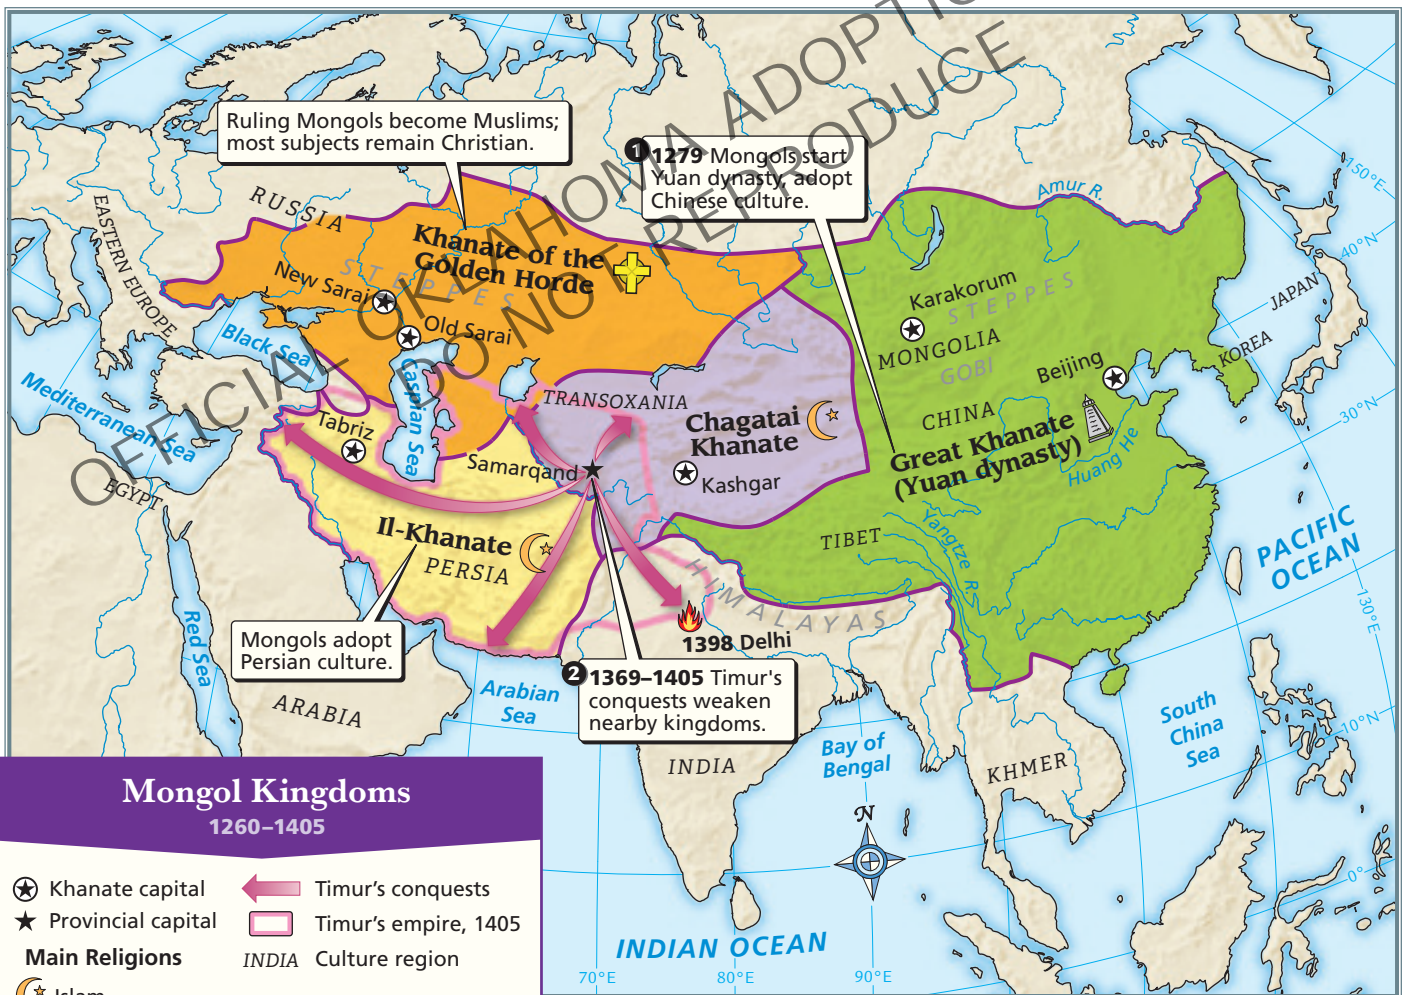 OFFICIAL OKLAHOMA ADOPTIO
DO NOT REPRODUCE
Ruling Mongols become Muslims;
most subjects remain Christian.
1 1279 Mongols start
Yuan dynasty, adopt
Chinese culture.
RUSSIA
EASTERN EUROPE
Khanate of the
Golden Horde
STEPPES
New Sarai
Old Sarai
Black Sea
Caspian Sea
Mediterranean Sea
Tabriz
EGYPT
Amur R.
150°E
40°N
JAPAN
KOREA
30°N
Karakorum
STEPPES
MONGOLIA
GOBI
Beijing
CHINA
Great Khanate
(Yuan dynasty)
Huang He
TRANSOXANIA
Chagatai
Khanate
Samarqand
Kashgar
Il-Khanate
PERSIA
TIBET
Yangtze R.
PACIFIC
OCEAN
HIMALAYAS
130°E
1398 Delhi
Mongols adopt
Persian culture.
2 1369–1405 Timur's
conquests weaken
nearby kingdoms.
Red Sea
ARABIA
Arabian
Sea
INDIA
Bay of
Bengal
KHMER
South
China
Sea
10°N
0°
N
INDIAN OCEAN
70°E
80°E
90°E
Mongol Kingdoms
1260–1405
Khanate capital
Provincial capital
Main Religions
Islam
Timur's conquests
Timur's empire, 1405
INDIA Culture region